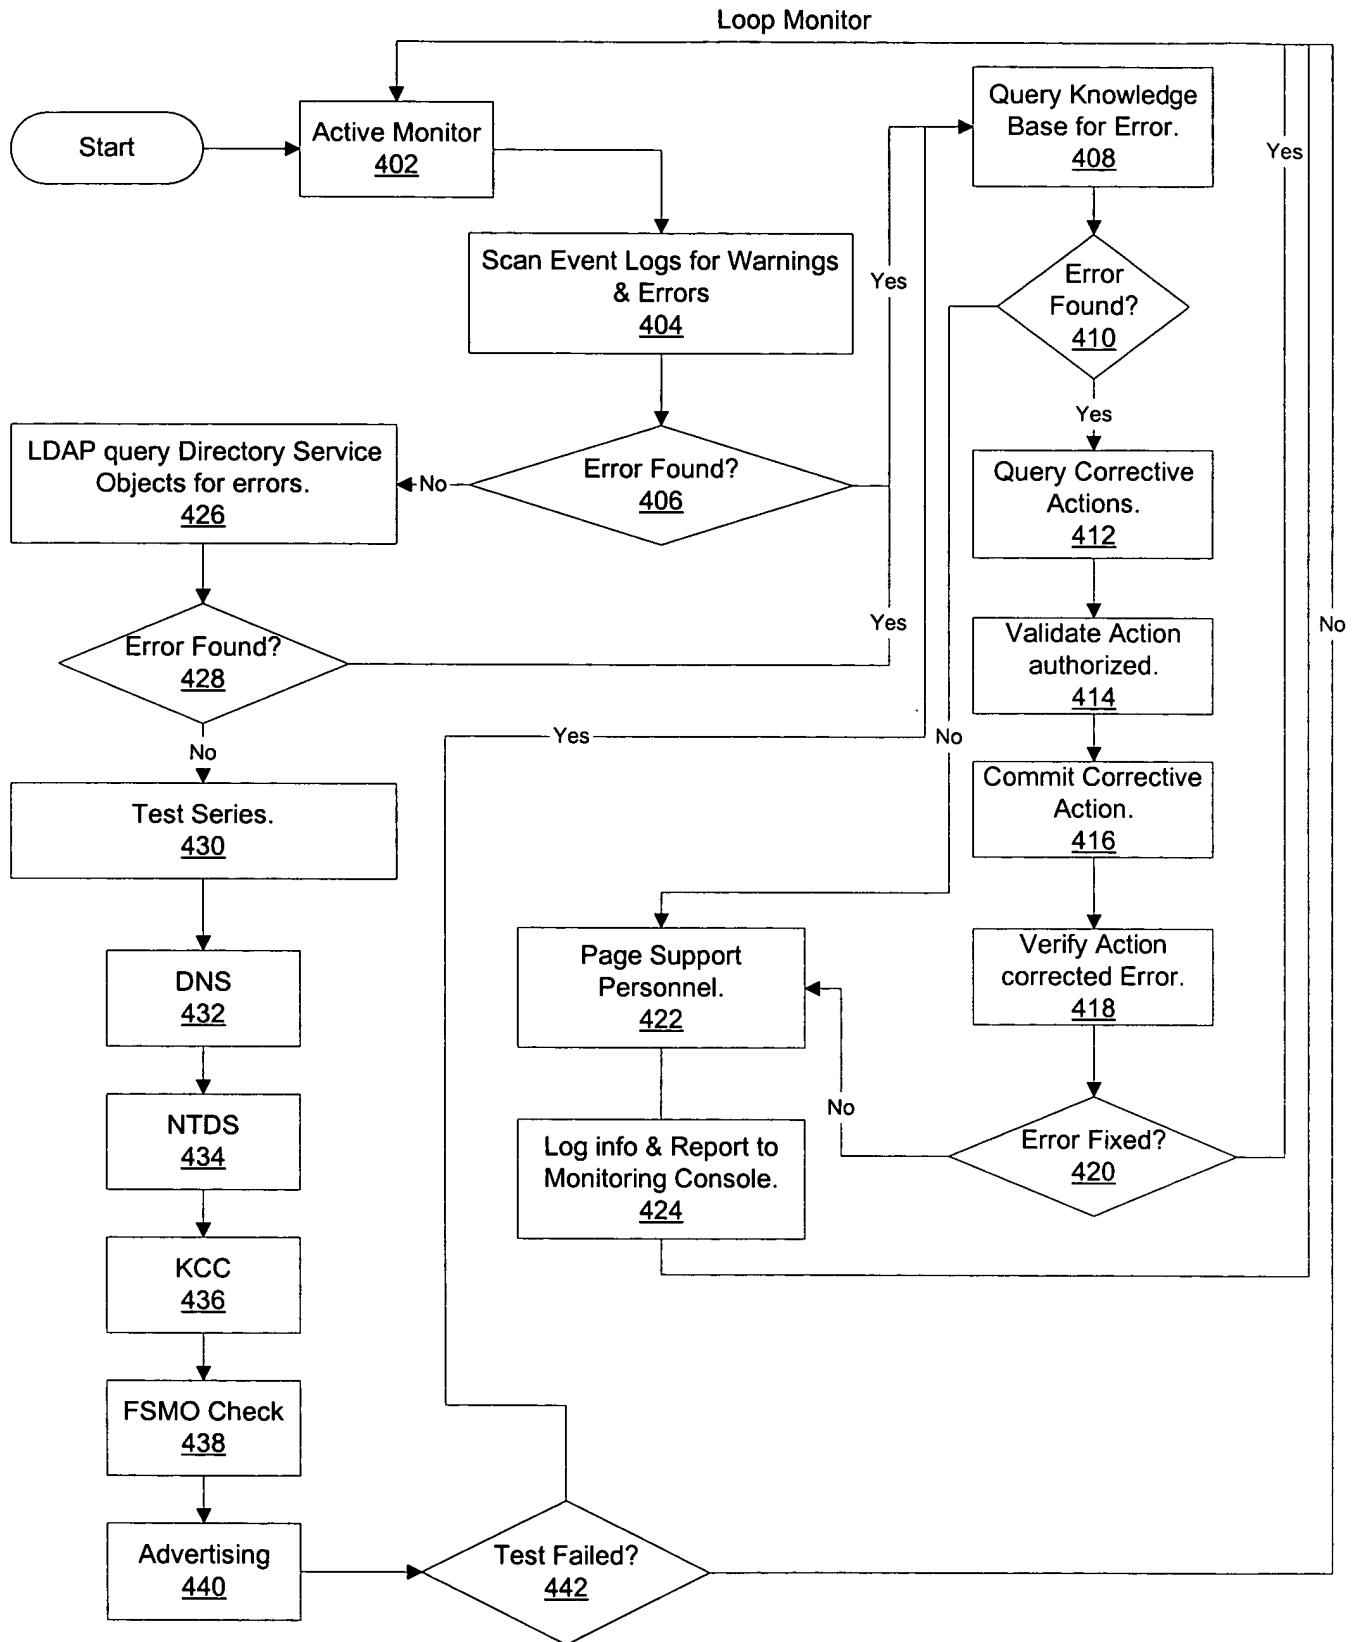 Loop Monitor
Start
Active Monitor
402
Scan Event Logs for Warnings
& Errors
404
Error Found?
406
Yes
No
LDAP query Directory Service
Objects for errors.
426
Error Found?
428
Yes
No
Test Series.
430
DNS
432
NTDS
434
KCC
436
FSMO Check
438
Advertising
440
Test Failed?
442
Yes
No
Query Knowledge
Base for Error.
408
Error
Found?
410
Yes
No
Query Corrective
Actions.
412
Validate Action
authorized.
414
Commit Corrective
Action.
416
Verify Action
corrected Error.
418
Error Fixed?
420
Yes
No
Page Support
Personnel.
422
Log info & Report to
Monitoring Console.
424